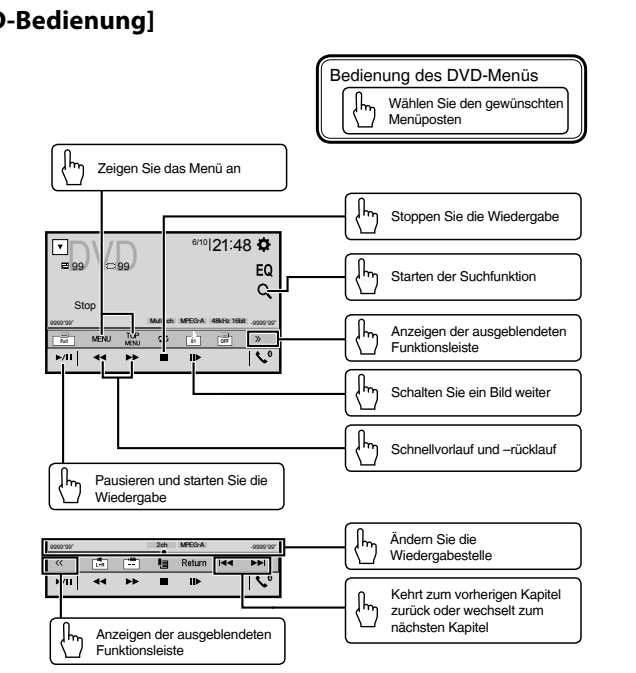 D-Bedienung]
Bedienung des DVD-Menüs
Wählen Sie den gewünschten
Menüposten
Zeigen Sie das Menü an
Stoppen Sie die Wiedergabe
DVD
6/10
21:48
99
99
EQ
Starten der Suchfunktion
Stop
9999'99"
Multi ch
MPEG-A
48kHz 16bit
-9999'99"
Full
MENU
TOP
MENU
01
OFF
Anzeigen der ausgeblendeten
Funktionsleiste
Schalten Sie ein Bild weiter
Schnellvorlauf und –rücklauf
Pausieren und starten Sie die
Wiedergabe
9999'99"
2ch
MPEG-A
-9999'99"
Ändern Sie die
Wiedergabestelle
L+R
Return
Kehrt zum vorherigen Kapitel
zurück oder wechselt zum
nächsten Kapitel
Anzeigen der ausgeblendeten
Funktionsleiste